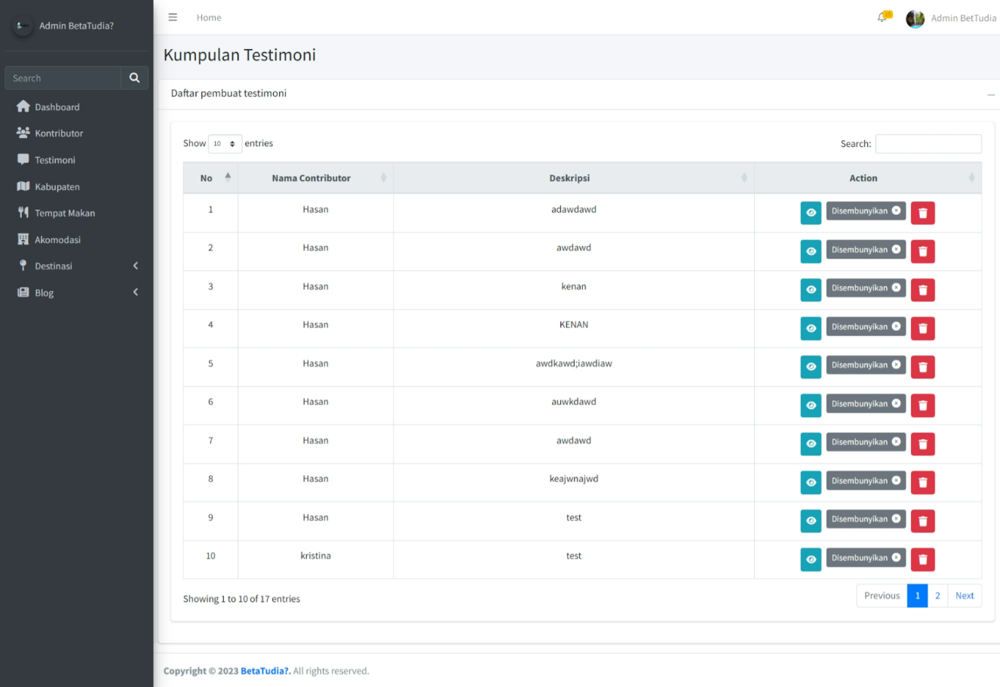 Admin BetaTudia?
Search
Dashboard
Kontributor
Testimoni
Kabupaten
Tempat Makan
Akomodasi
Destinasi
Blog
Home
15
Admin BetTudia
Kumpulan Testimoni
Daftar pembuat testimoni
Show 10 entries
Search:
No Nama Contributor Deskripsi Action
1 Hasan adawdawd Disembunyikan
2 Hasan awdawd Disembunyikan
3 Hasan kenan Disembunyikan
4 Hasan KENAN Disembunyikan
5 Hasan awdkawd;iawdiaw Disembunyikan
6 Hasan auwkdawd Disembunyikan
7 Hasan awdawd Disembunyikan
8 Hasan keajwnajwd Disembunyikan
9 Hasan test Disembunyikan
10 kristina test Disembunyikan
Showing 1 to 10 of 17 entries
Previous 1 2 Next
Copyright © 2023 BetaTudia?. All rights reserved.